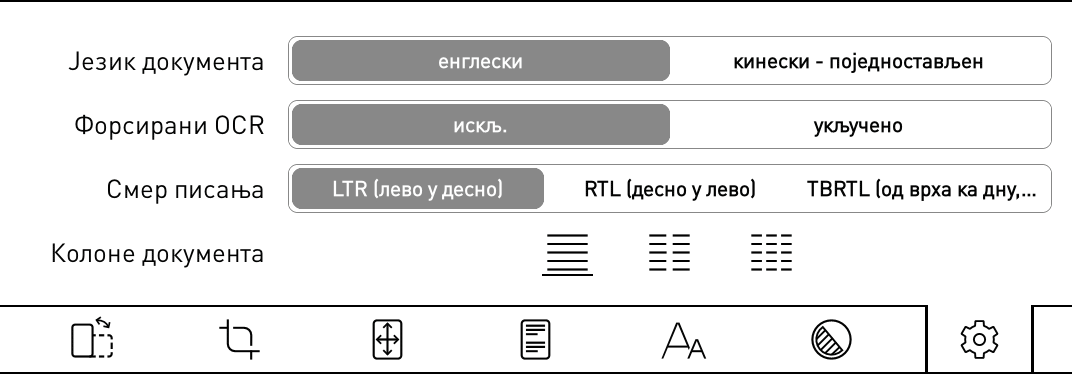 Језик документа енглески кинески - поједностављен
Форсирани OCR искљ. укључено
Смер писања LTR (лево у десно) RTL (десно у лево) TBRTL (од врха ка дну,...
Колоне документа